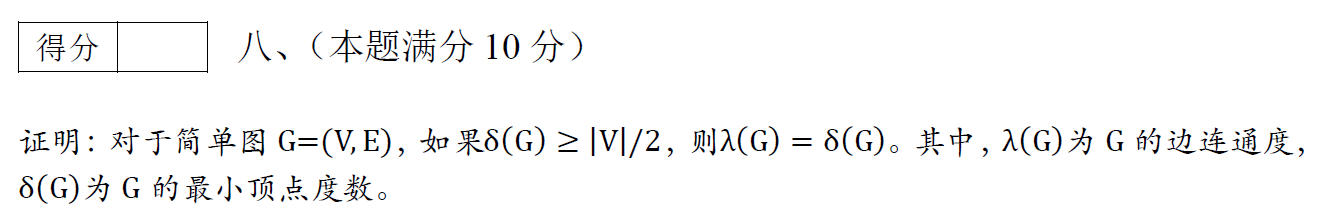 得分 八、（本题满分 10 分）
证明：对于简单图 G=(V, E)，如果δ(G) ≥ |V|/2，则λ(G) = δ(G)。其中，λ(G)为 G 的边连通度，
δ(G)为 G 的最小顶点度数。